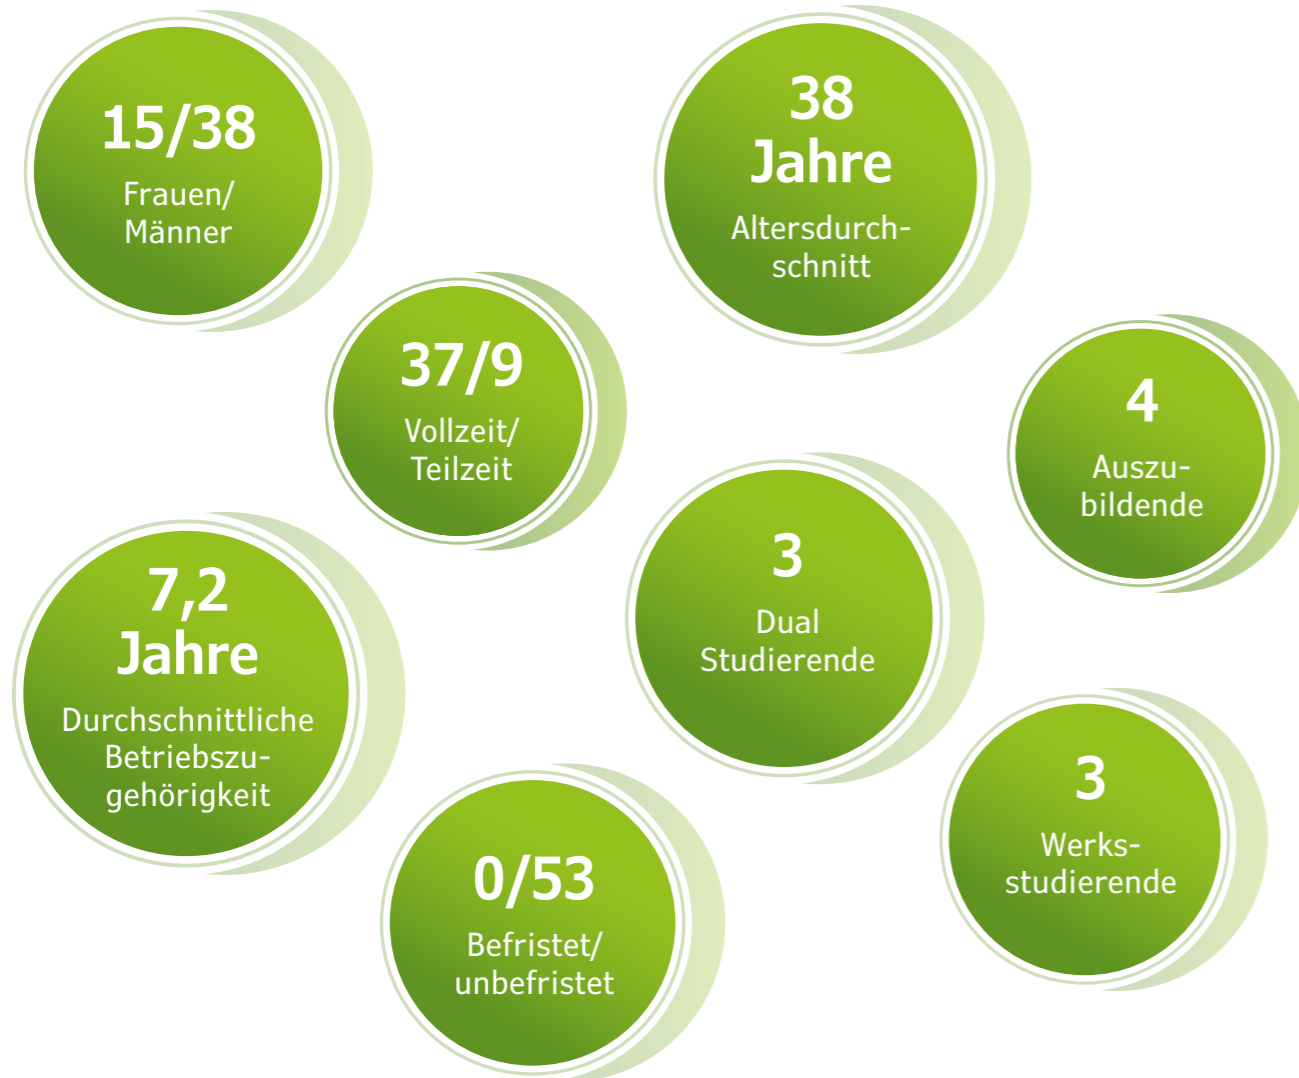 15/38
Frauen/
Männer
38
Jahre
Altersdurch-
schnitt
37/9
Vollzeit/
Teilzeit
4
Auszu-
bildende
3
Dual
Studierende
7,2
Jahre
Durchschnittliche
Betriebszu-
gehörigkeit
3
Werks-
studierende
0/53
Befristet/
unbefristet